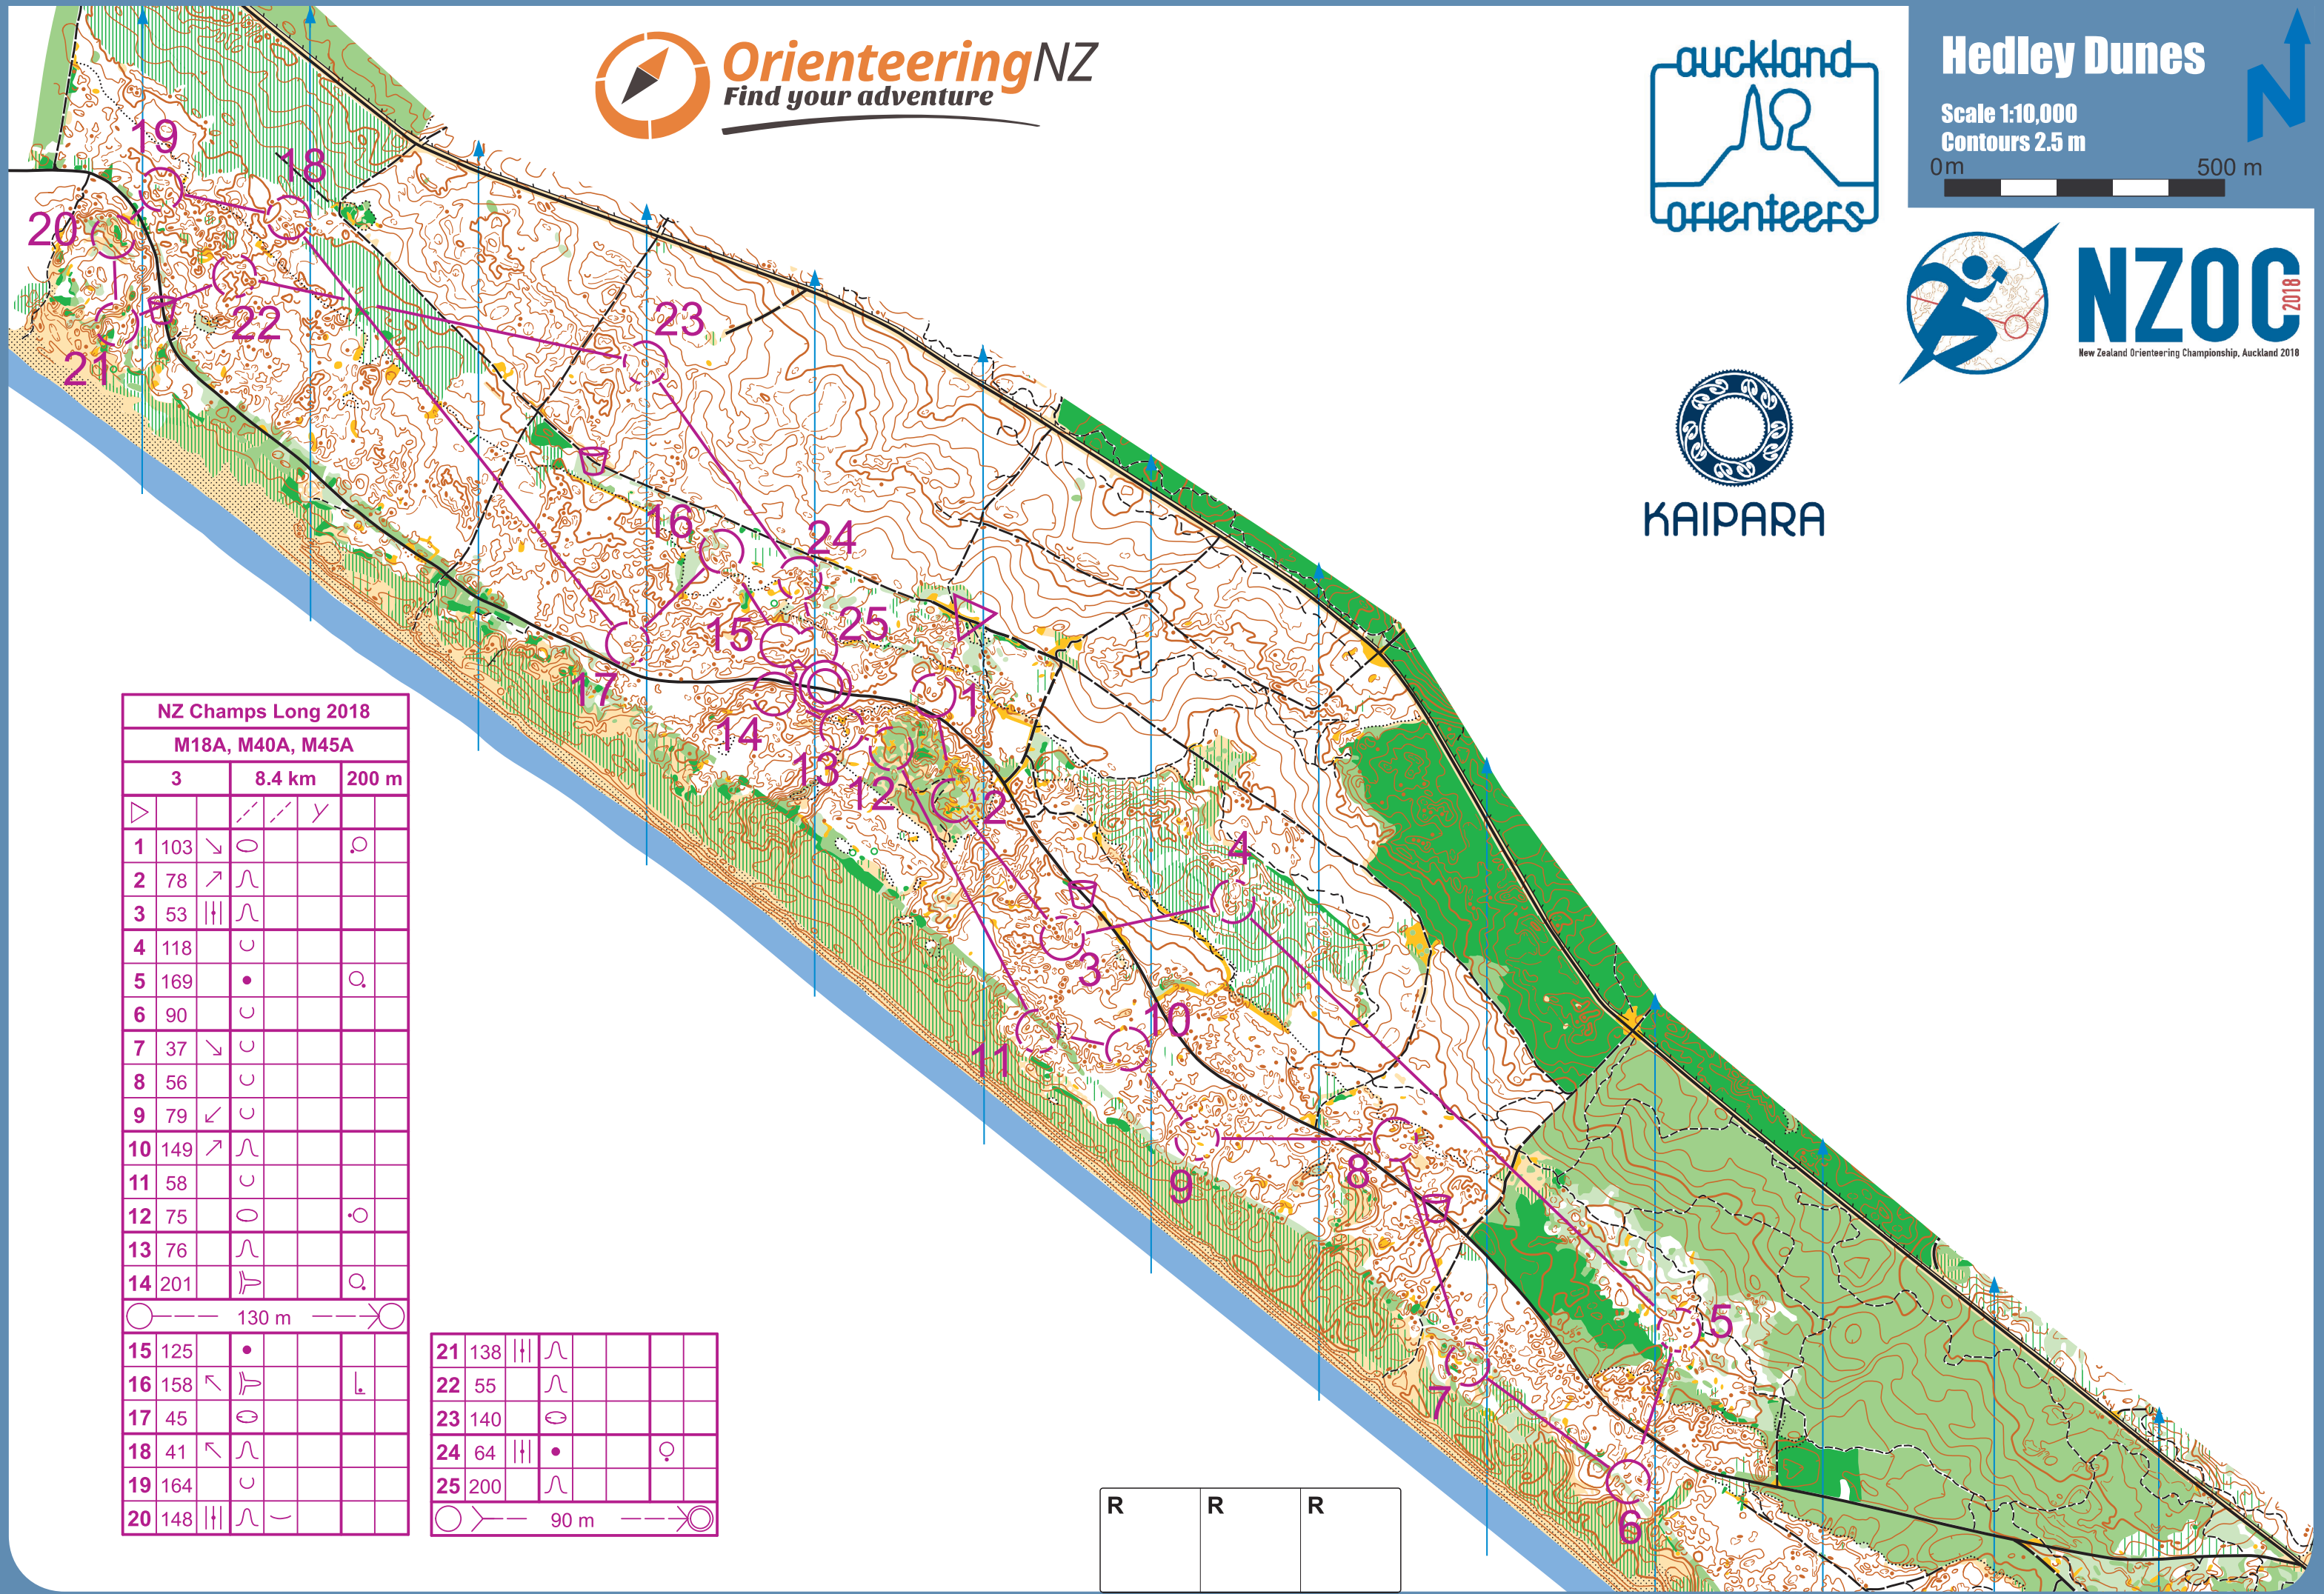 OrienteeringNZ
Find your adventure
auckland
orienteers
Hedley Dunes
Scale 1:10,000
Contours 2.5 m
0m 500 m
N
NZOC
2018
New Zealand Orienteering Championship, Auckland 2018
KAIPARA
19
18
20
21
22
23
16
24
15
25
17
14
1
13
12
2
4
3
10
11
9
8
5
7
6
NZ Champs Long 2018
M18A, M40A, M45A
3 8.4 km 200 m
1 103
2 78
3 53
4 118
5 169
6 90
7 37
8 56
9 79
10 149
11 58
12 75
13 76
14 201
130 m
15 125
16 158
17 45
18 41
19 164
20 148
21 138
22 55
23 140
24 64
25 200
90 m
R R R